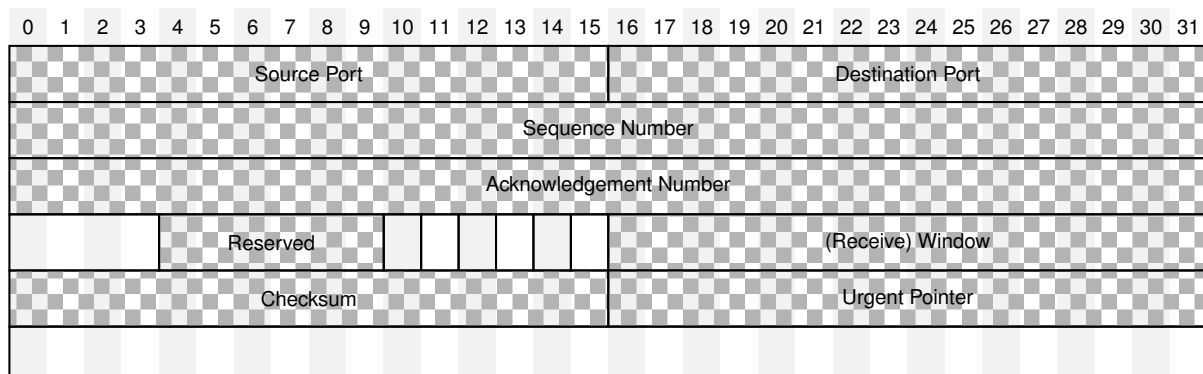 0 1 2 3 4 5 6 7 8 9 10 11 12 13 14 15 16 17 18 19 20 21 22 23 24 25 26 27 28 29 30 31
Source Port Destination Port
Sequence Number
Acknowledgement Number
Reserved (Receive) Window
Checksum Urgent Pointer